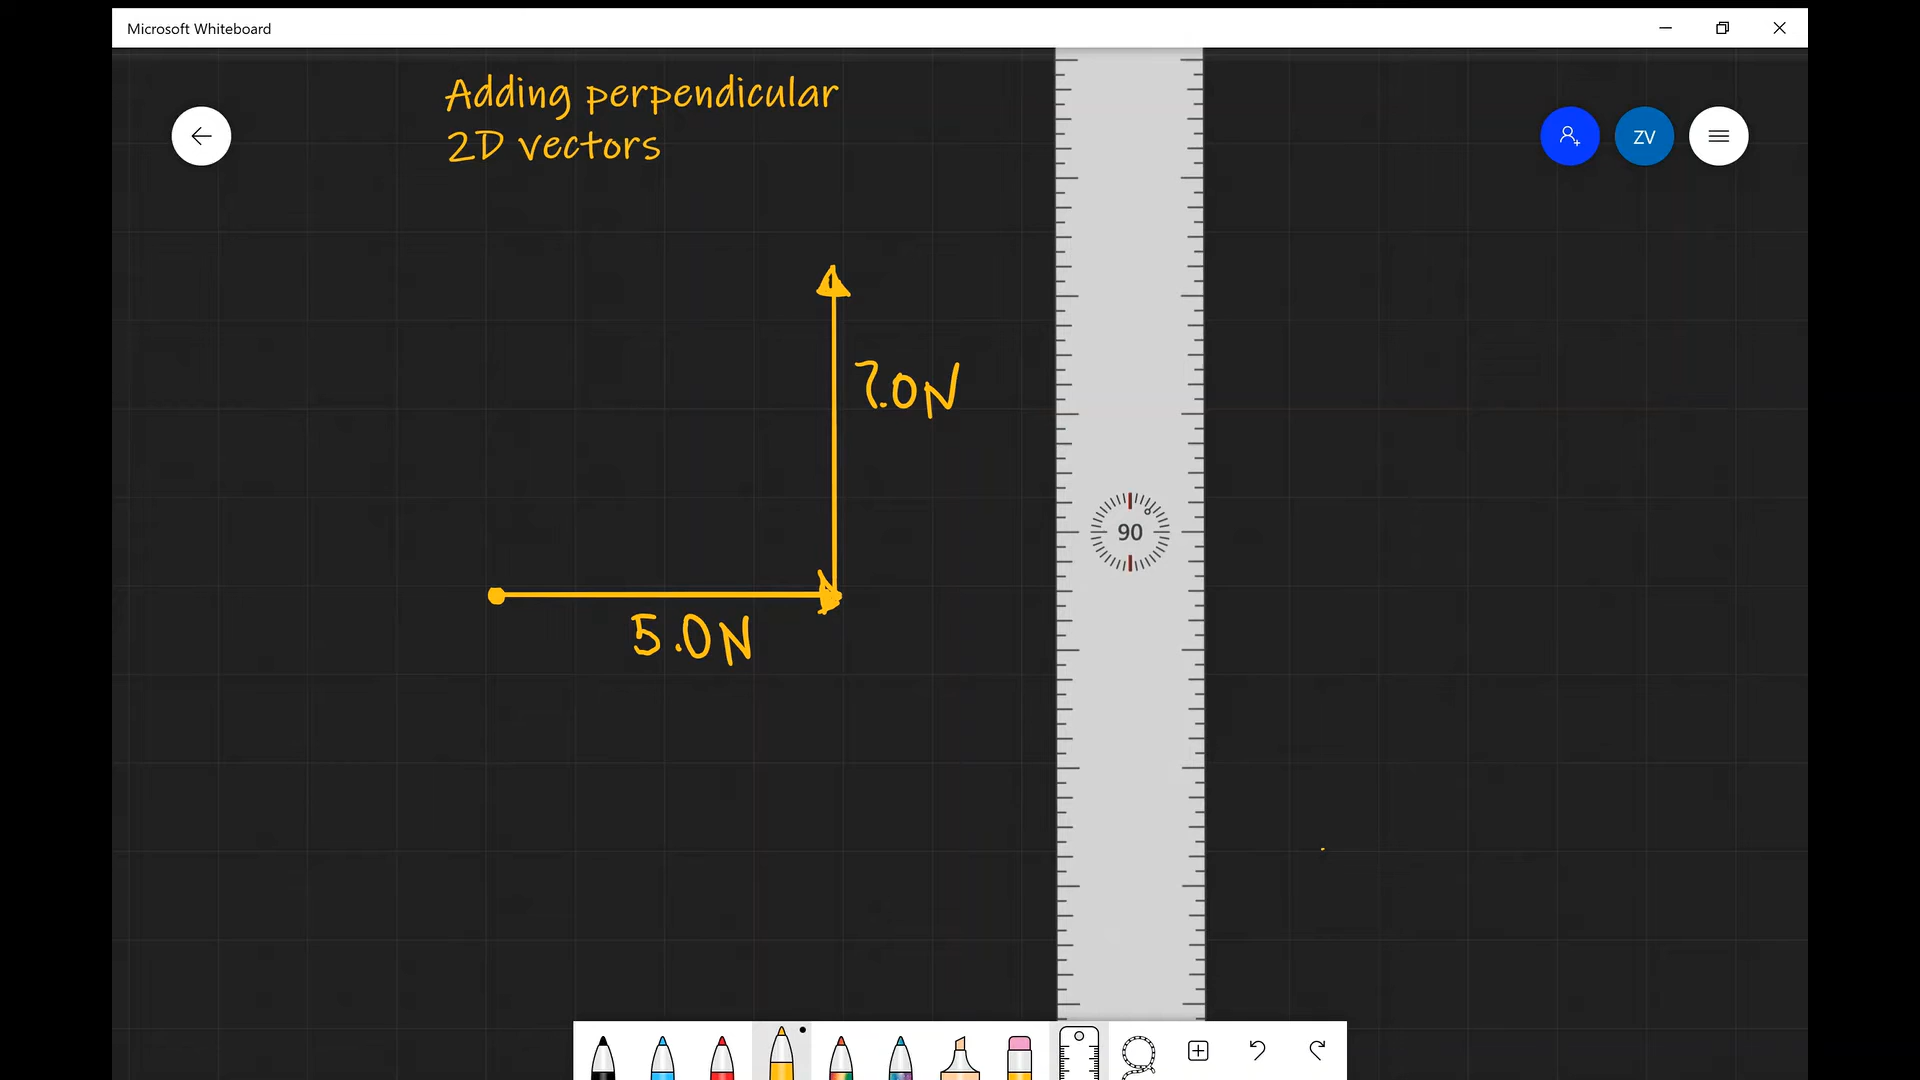 Microsoft Whiteboard
Adding perpendicular
2D vectors
ZV
7.0N
90°
5.0N